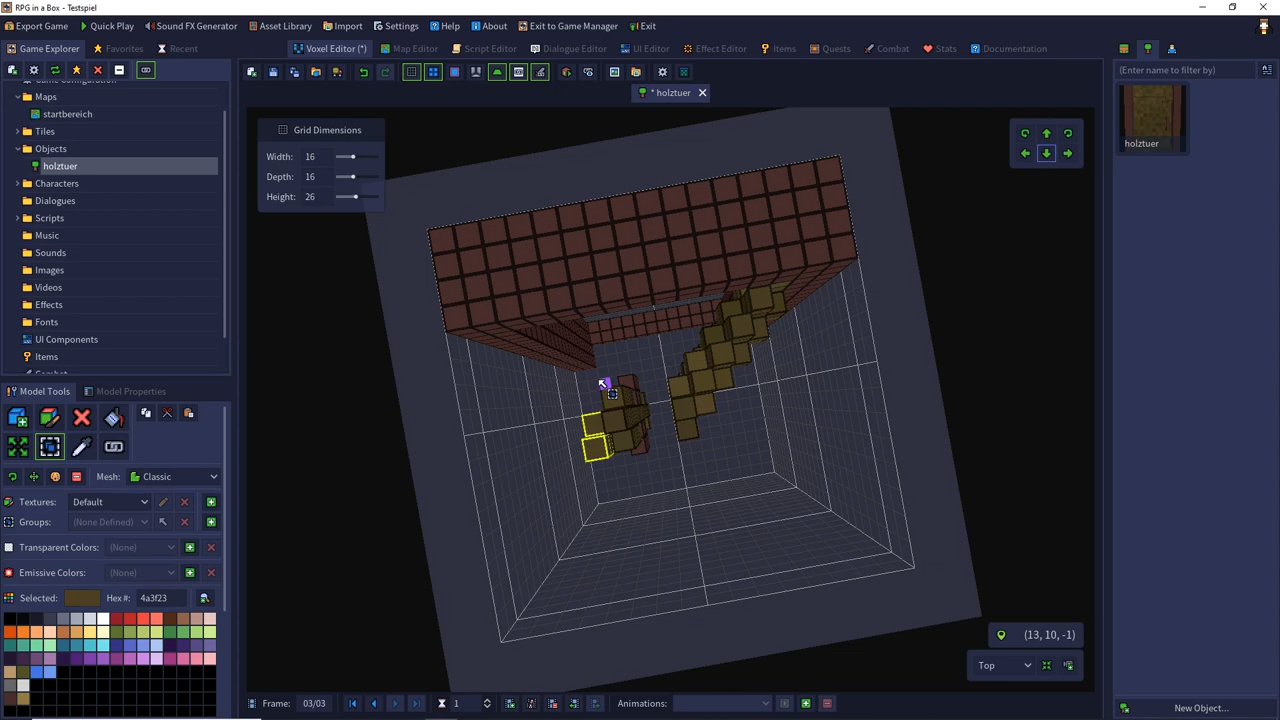 RPG in a Box - Testspiel
Export Game Quick Play Sound FX Generator Asset Library Import Settings Help About Exit to Game Manager Exit
Game Explorer Favorites Recent Voxel Editor (*) Map Editor Script Editor Dialogue Editor UI Editor Effect Editor Items Quests Combat Stats Documentation
(Enter name to filter by)
Game Configuration
* holztuer
Maps
startbereich
Tiles
Objects
holztuer
Characters
Dialogues
Scripts
Music
Sounds
Images
Videos
Effects
Fonts
UI Components
Items
Combat
Grid Dimensions
Width: 16
Depth: 16
Height: 26
holztuer
Model Tools Model Properties
Mesh: Classic
Textures: Default
Groups: (None Defined)
Transparent Colors: (None)
Emissive Colors: (None)
Selected: Hex #: 4a3f23
(13, 10, -1)
Top
Frame: 03/03 1 Animations:
New Object...